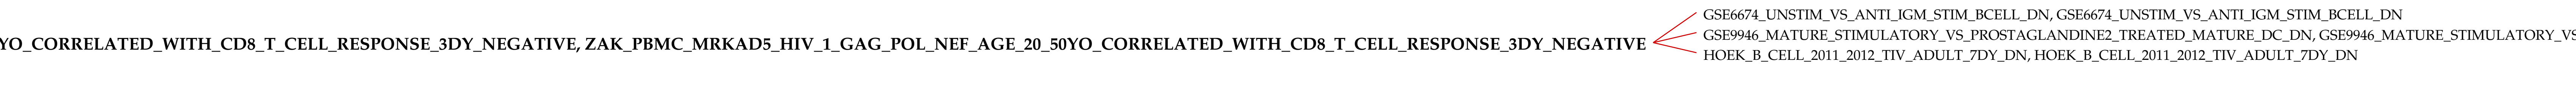 GSE6674_UNSTIM_VS_ANTI_IGM_STIM_BCELL_DN, GSE6674_UNSTIM_VS_ANTI_IGM_STIM_BCELL_DN
YO_CORRELATED_WITH_CD8_T_CELL_RESPONSE_3DY_NEGATIVE, ZAK_PBMC_MRKAD5_HIV_1_GAG_POL_NEF_AGE_20_50YO_CORRELATED_WITH_CD8_T_CELL_RESPONSE_3DY_NEGATIVE
GSE9946_MATURE_STIMULATORY_VS_PROSTAGLANDINE2_TREATED_MATURE_DC_DN, GSE9946_MATURE_STIMULATORY_VS
HOEK_B_CELL_2011_2012_TIV_ADULT_7DY_DN, HOEK_B_CELL_2011_2012_TIV_ADULT_7DY_DN